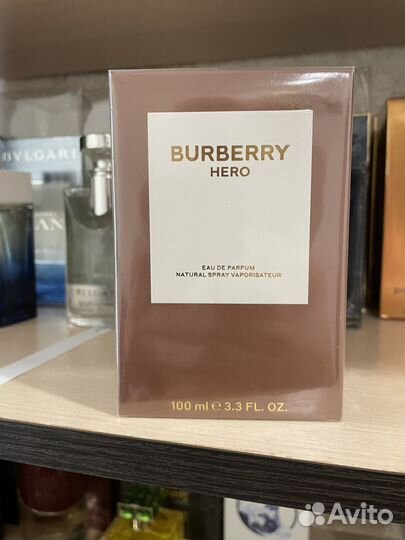 BVLGARI
BURBERRY
HERO
EAU DE PARFUM
NATURAL SPRAY VAPORISATEUR
100 ml ℮ 3.3 FL. OZ.
Avito